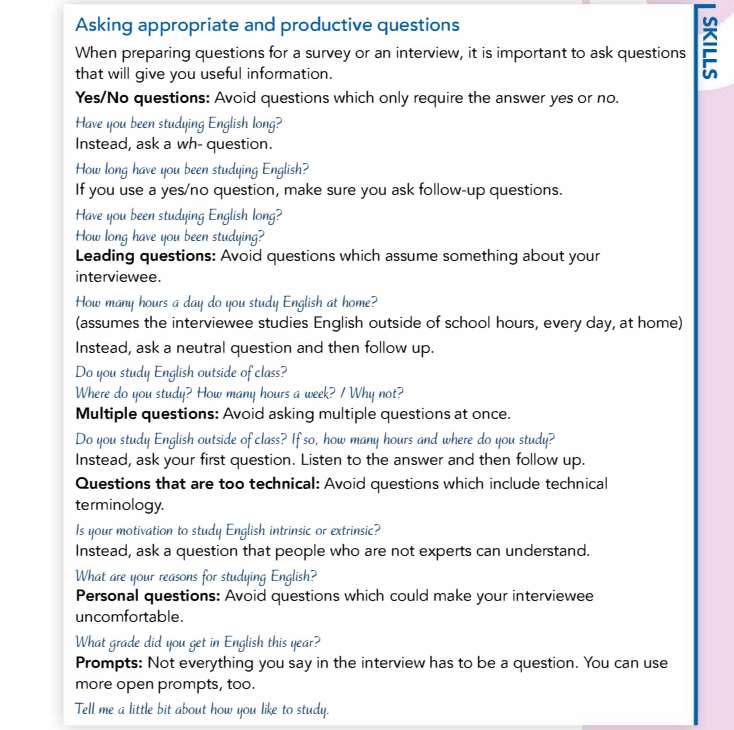 Asking appropriate and productive questions
When preparing questions for a survey or an interview, it is important to ask questions
that will give you useful information.
Yes/No questions: Avoid questions which only require the answer yes or no.
Have you been studying English long?
Instead, ask a wh- question.
How long have you been studying English?
If you use a yes/no question, make sure you ask follow-up questions.
Have you been studying English long?
How long have you been studying?
Leading questions: Avoid questions which assume something about your
interviewee.
How many hours a day do you study English at home?
(assumes the interviewee studies English outside of school hours, every day, at home)
Instead, ask a neutral question and then follow up.
Do you study English outside of class?
Where do you study? How many hours a week? / Why not?
Multiple questions: Avoid asking multiple questions at once.
Do you study English outside of class? If so, how many hours and where do you study?
Instead, ask your first question. Listen to the answer and then follow up.
Questions that are too technical: Avoid questions which include technical
terminology.
Is your motivation to study English intrinsic or extrinsic?
Instead, ask a question that people who are not experts can understand.
What are your reasons for studying English?
Personal questions: Avoid questions which could make your interviewee
uncomfortable.
What grade did you get in English this year?
Prompts: Not everything you say in the interview has to be a question. You can use
more open prompts, too.
Tell me a little bit about how you like to study.
SKILLS